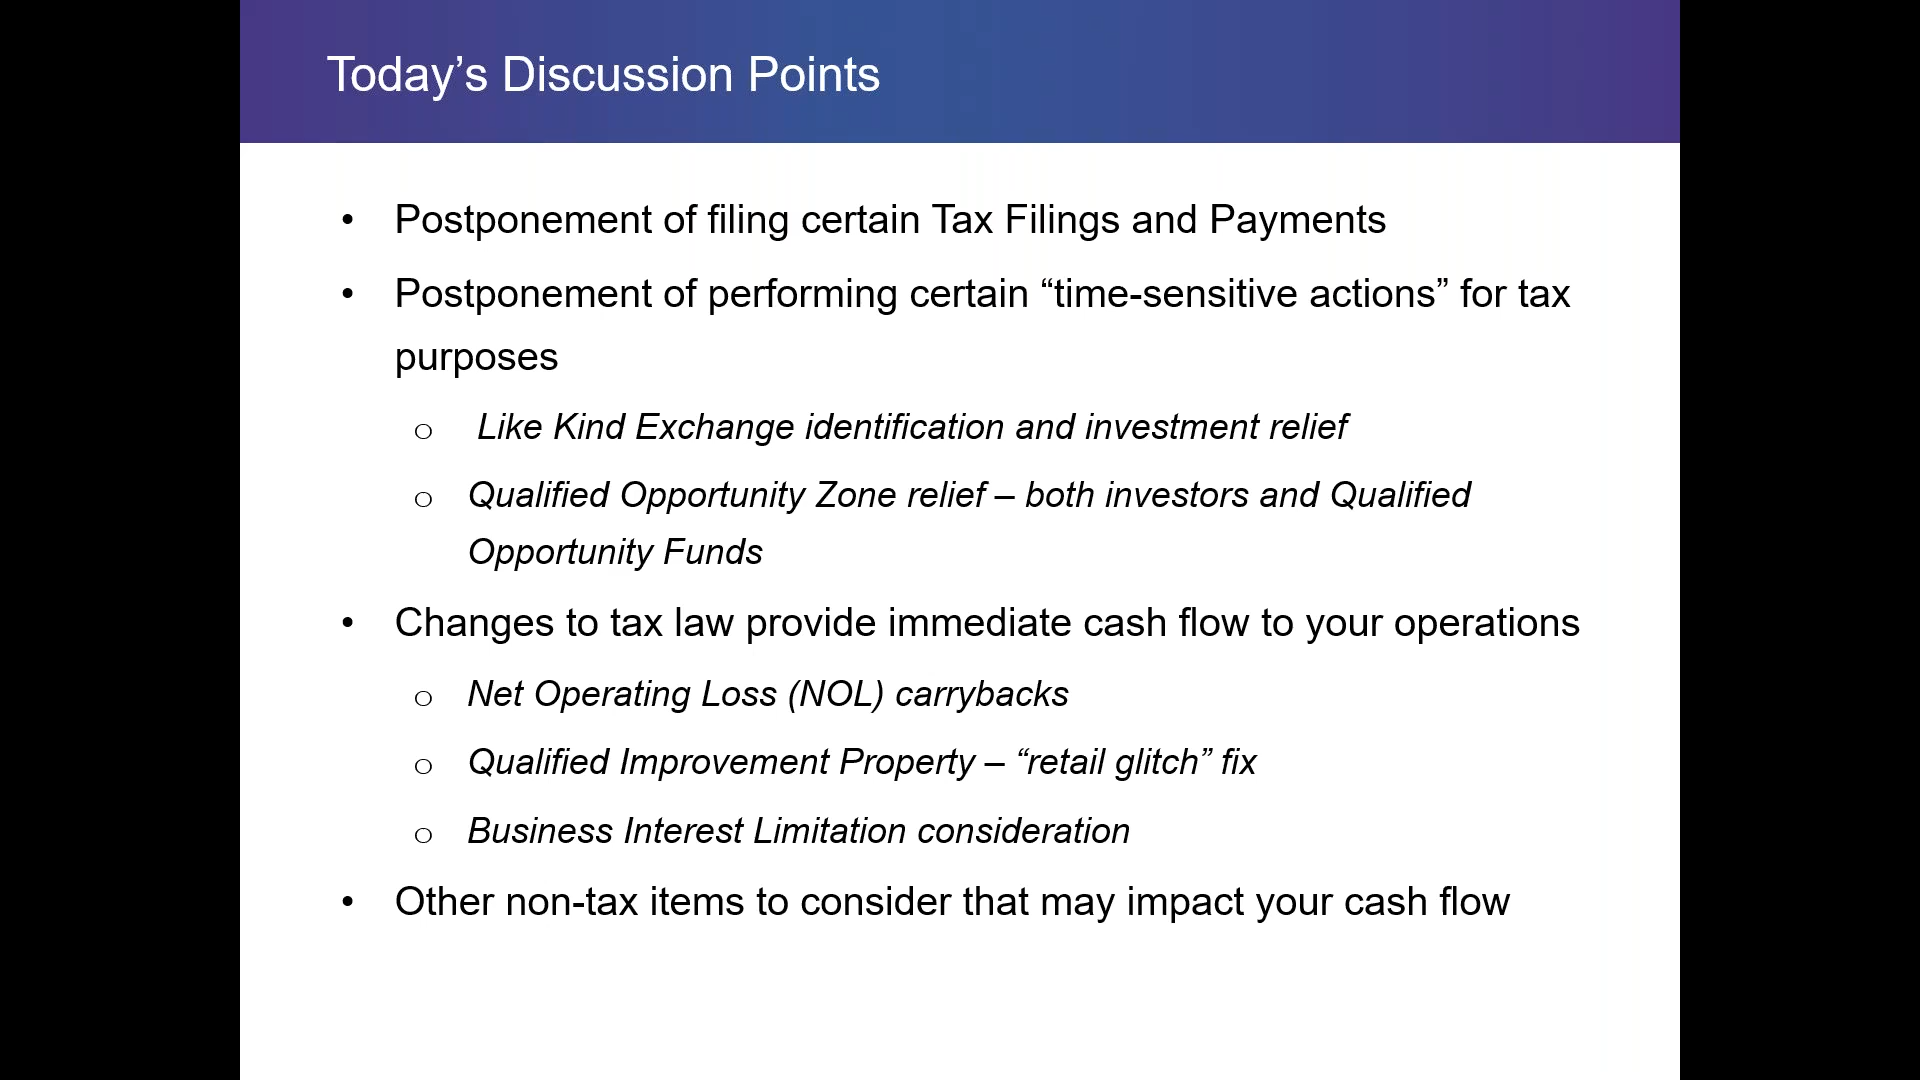 Today’s Discussion Points
• Postponement of filing certain Tax Filings and Payments
• Postponement of performing certain “time-sensitive actions” for tax
purposes
o Like Kind Exchange identification and investment relief
o Qualified Opportunity Zone relief – both investors and Qualified
Opportunity Funds
• Changes to tax law provide immediate cash flow to your operations
o Net Operating Loss (NOL) carrybacks
o Qualified Improvement Property – “retail glitch” fix
o Business Interest Limitation consideration
• Other non-tax items to consider that may impact your cash flow